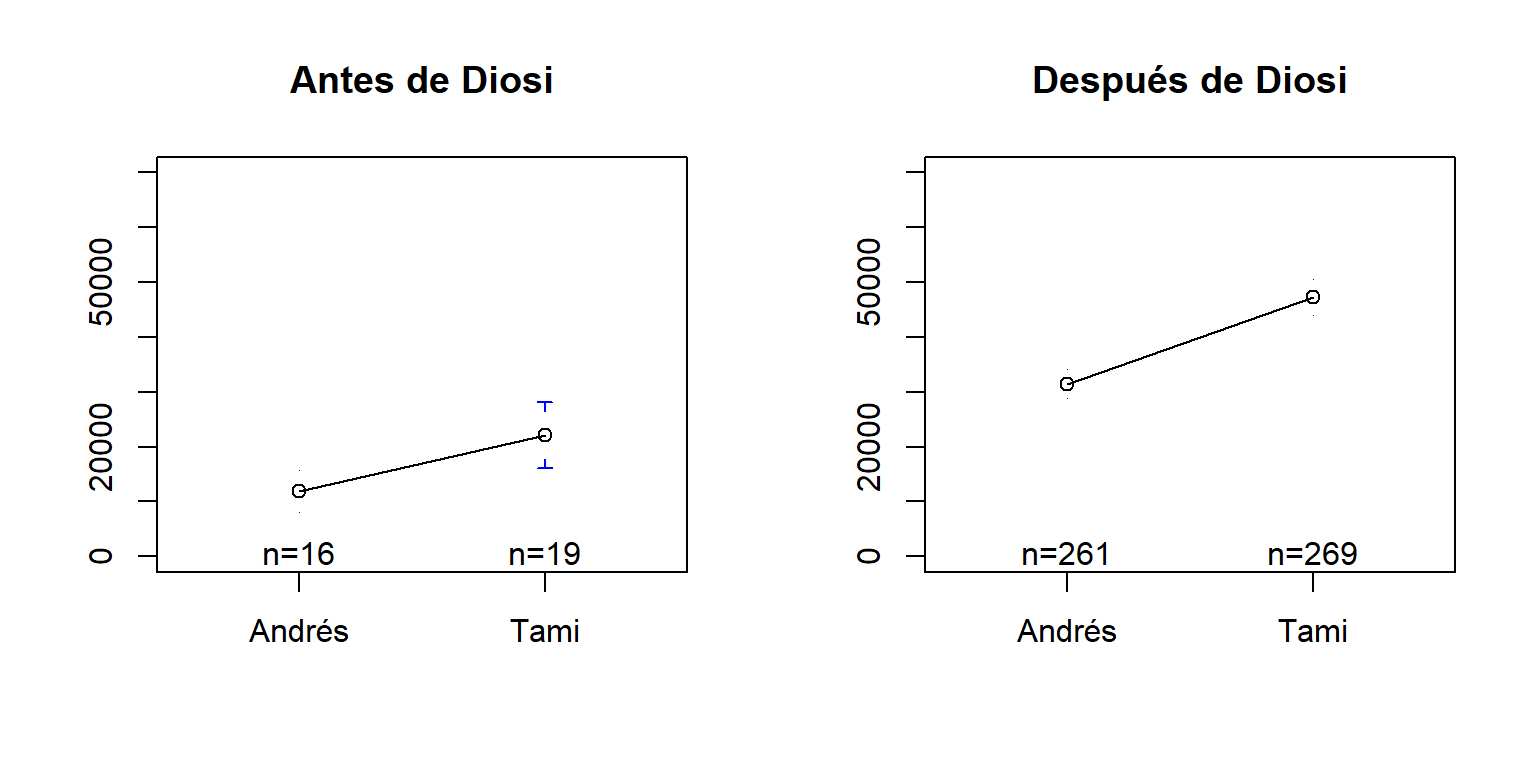 Antes de Diosi
50000
20000
0
n=16
n=19
Andrés
Tami
Después de Diosi
50000
20000
0
n=261
n=269
Andrés
Tami